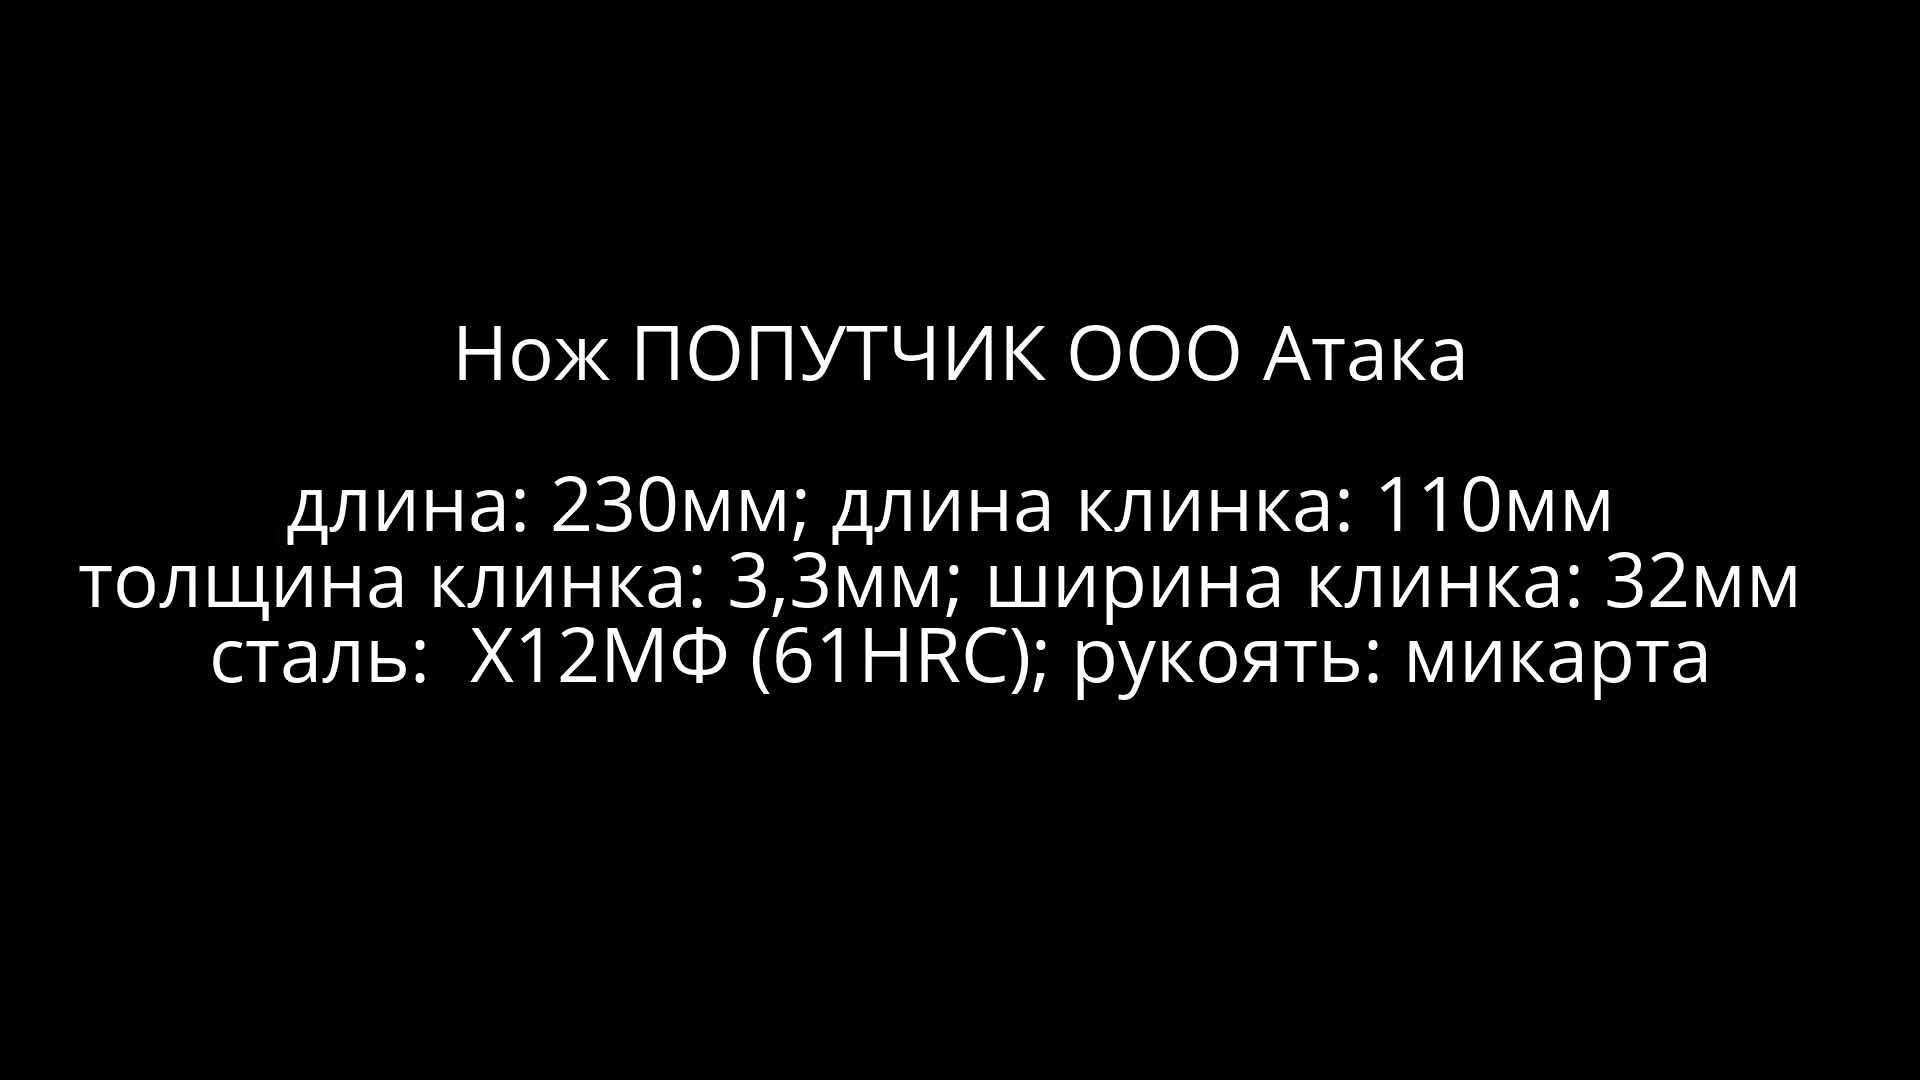 Нож ПОПУТЧИК ООО Атака
длина: 230мм; длина клинка: 110мм
толщина клинка: 3,3мм; ширина клинка: 32мм
сталь:  Х12МФ (61HRC); рукоять: микарта